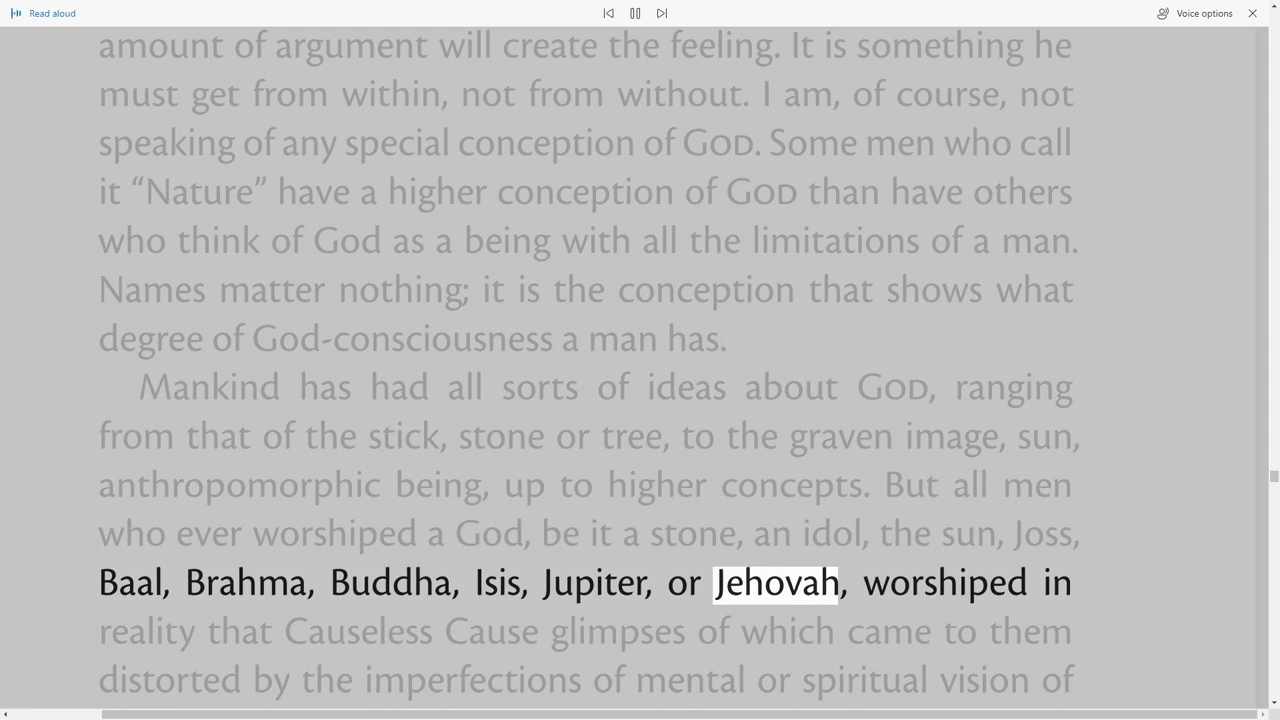 Read aloud
Voice options
amount of argument will create the feeling. It is something he
must get from within, not from without. I am, of course, not
speaking of any special conception of GOD. Some men who call
it “Nature” have a higher conception of GOD than have others
who think of God as a being with all the limitations of a man.
Names matter nothing; it is the conception that shows what
degree of God-consciousness a man has.
Mankind has had all sorts of ideas about GOD, ranging
from that of the stick, stone or tree, to the graven image, sun,
anthropomorphic being, up to higher concepts. But all men
who ever worshiped a God, be it a stone, an idol, the sun, Joss,
Baal, Brahma, Buddha, Isis, Jupiter, or Jehovah, worshiped in
reality that Causeless Cause glimpses of which came to them
distorted by the imperfections of mental or spiritual vision of